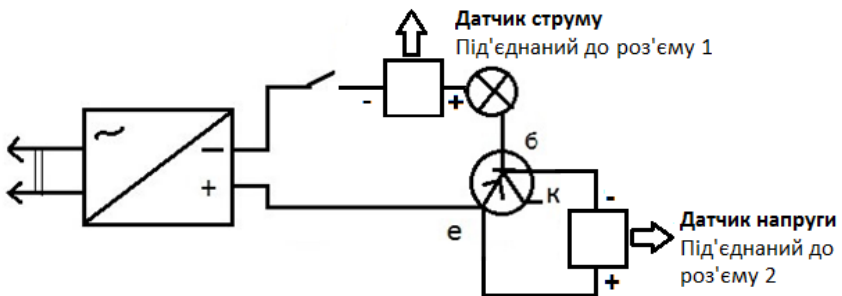 Датчик струму
Під'єднаний до роз'єму 1
~
−
+
-
+
б
к
е
-
+
Датчик напруги
Під'єднаний до
роз'єму 2